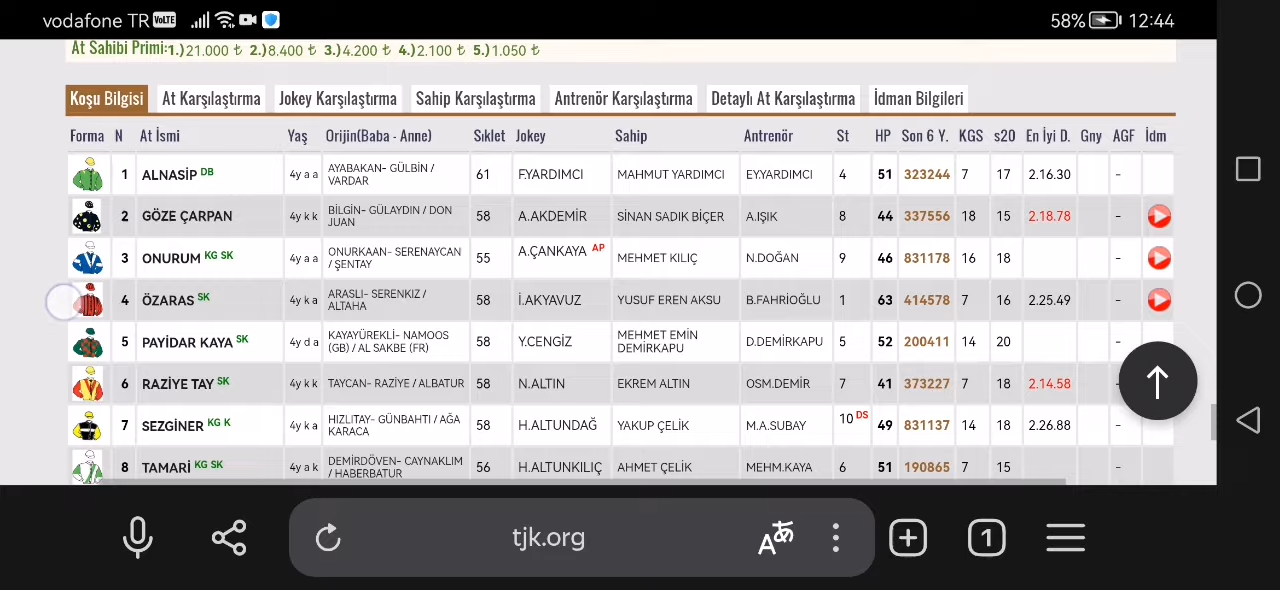 vodafone TR VoLTE 58% 12:44
At Sahibi Primi:1.)21.000 ₺ 2.)8.400 ₺ 3.)4.200 ₺ 4.)2.100 ₺ 5.)1.050 ₺
Koşu Bilgisi At Karşılaştırma Jokey Karşılaştırma Sahip Karşılaştırma Antrenör Karşılaştırma Detaylı At Karşılaştırma İdman Bilgileri
Forma N At İsmi Yaş Orijin(Baba - Anne) Sıklet Jokey Sahip Antrenör St HP Son 6 Y. KGS s20 En İyi D. Gny AGF İdm
1 ALNASİP DB 4y a a AYABAKAN- GÜLBİN / VARDAR 61 F.YARDIMCI MAHMUT YARDIMCI EY.YARDIMCI 4 51 323244 7 17 2.16.30 -
2 GÖZE ÇARPAN 4y k k BİLGİN- GÜLAYDIN / DON JUAN 58 A.AKDEMİR SİNAN SADIK BİÇER A.IŞIK 8 44 337556 18 15 2.18.78 -
3 ONURUM KG SK 4y a a ONURKAAN- SERENAYCAN / ŞENTAY 55 A.ÇANKAYA AP MEHMET KILIÇ N.DOĞAN 9 46 831178 16 18 -
4 ÖZARAS SK 4y k a ARASLI- SERENKIZ / ALTAHA 58 İ.AKYAVUZ YUSUF EREN AKSU B.FAHRİOĞLU 1 63 414578 7 16 2.25.49 -
5 PAYİDAR KAYA SK 4y d a KAYAYÜREKLİ- NAMOOS (GB) / AL SAKBE (FR) 58 Y.CENGİZ MEHMET EMİN DEMİRKAPU D.DEMİRKAPU 5 52 200411 14 20 -
6 RAZİYE TAY SK 4y k k TAYCAN- RAZİYE / ALBATUR 58 N.ALTIN EKREM ALTIN OSM.DEMİR 7 41 373227 7 18 2.14.58 -
7 SEZGİNER KG K 4y k a HIZLITAY- GÜNBAHTI / AĞA KARACA 58 H.ALTUNDAĞ YAKUP ÇELİK M.A.SUBAY 10 DS 49 831137 14 18 2.26.88 -
8 TAMARİ KG SK 4y a k DEMİRDÖVEN- CAYNAKLIM / HABERBATUR 56 H.ALTUNKILIÇ AHMET ÇELİK MEHM.KAYA 6 51 190865 7 15 -
tjk.org Aあ 1